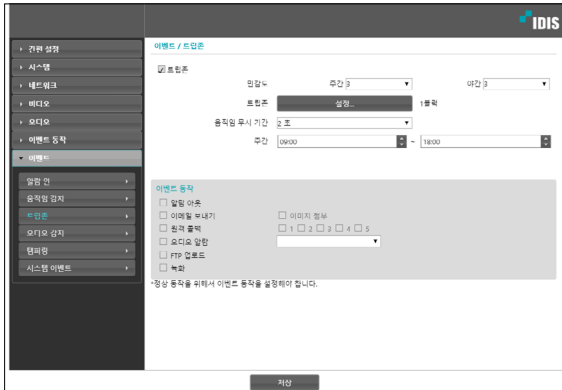 IDIS
간편 설정
시스템
네트워크
비디오
오디오
이벤트 동작
이벤트
알람 인
움직임 감지
트립존
오디오 감지
탬퍼링
시스템 이벤트
이벤트 / 트립존
트립존
민감도 주간 3 야간 3
트립존 설정... 1블럭
움직임 무시 기간 2 초
주간 09:00 ~ 18:00
이벤트 동작
알람 아웃
이메일 보내기 이미지 첨부
원격 콜백 1 2 3 4 5
오디오 알람
FTP 업로드
녹화
*정상 동작을 위해서 이벤트 동작을 설정해야 합니다.
저장